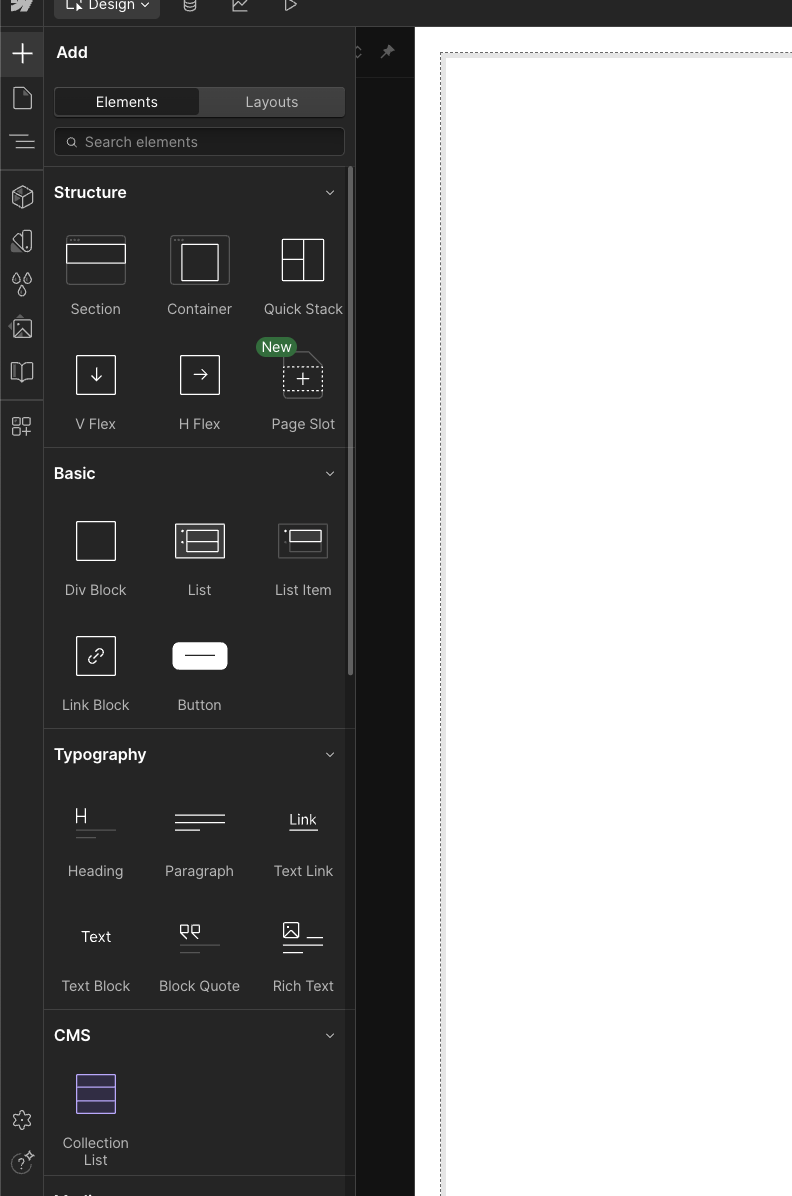 Design
Add
Elements Layouts
Search elements
Structure
Section Container Quick Stack
New
V Flex H Flex Page Slot
Basic
Div Block List List Item
Link Block Button
Typography
H Link
Heading Paragraph Text Link
Text
Text Block Block Quote Rich Text
CMS
Collection
List